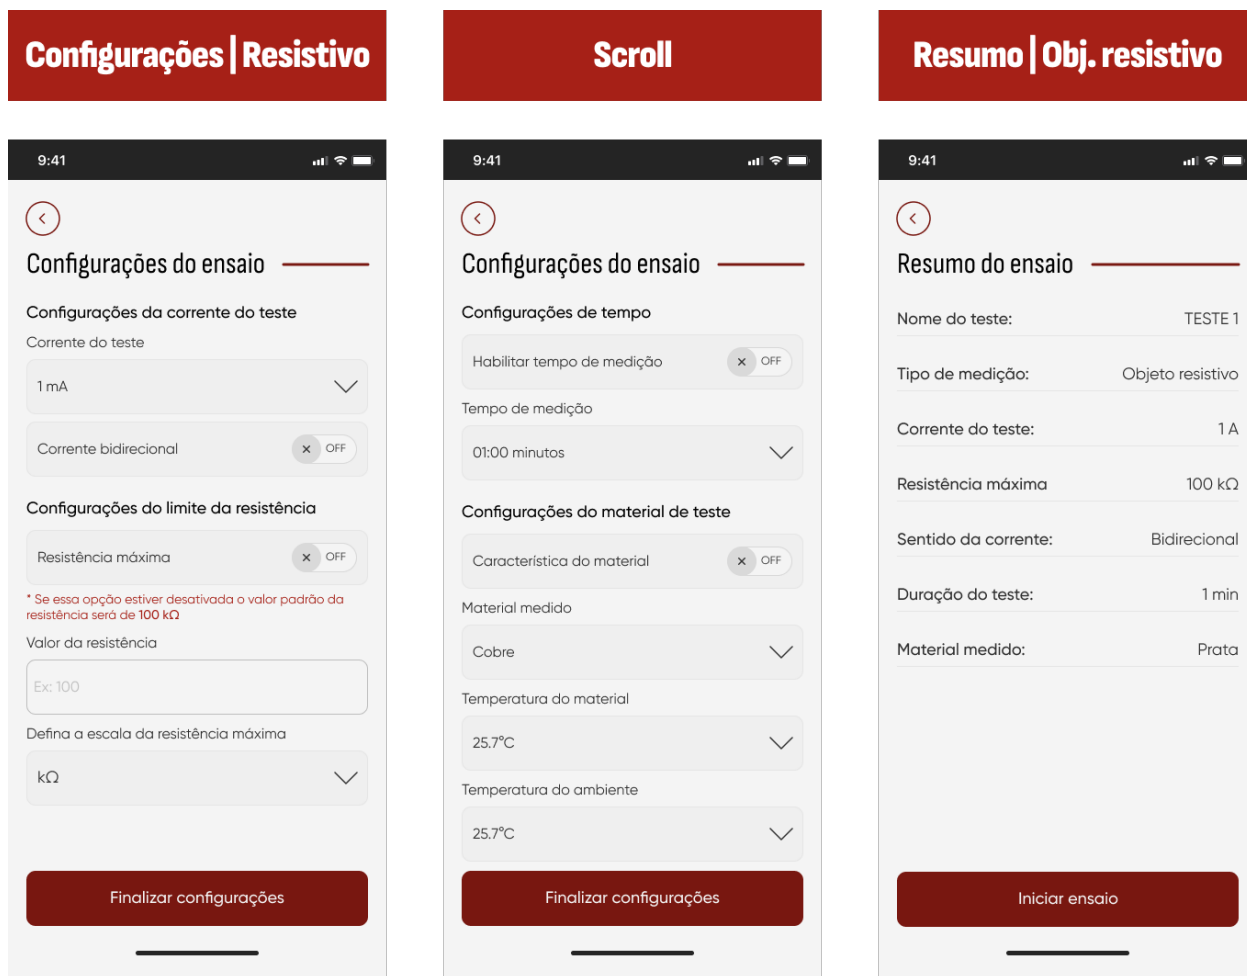 Configurações | Resistivo
9:41
Configurações do ensaio
Configurações da corrente do teste
Corrente do teste
1 mA
Corrente bidirecional
OFF
Configurações do limite da resistência
Resistência máxima
OFF
* Se essa opção estiver desativada o valor padrão da
resistência será de 100 kΩ
Valor da resistência
Ex: 100
Defina a escala da resistência máxima
kΩ
Finalizar configurações
Scroll
9:41
Configurações do ensaio
Configurações de tempo
Habilitar tempo de medição
OFF
Tempo de medição
01:00 minutos
Configurações do material de teste
Característica do material
OFF
Material medido
Cobre
Temperatura do material
25.7°C
Temperatura do ambiente
25.7°C
Finalizar configurações
Resumo | Obj. resistivo
9:41
Resumo do ensaio
Nome do teste: TESTE 1
Tipo de medição: Objeto resistivo
Corrente do teste: 1 A
Resistência máxima 100 kΩ
Sentido da corrente: Bidirecional
Duração do teste: 1 min
Material medido: Prata
Iniciar ensaio